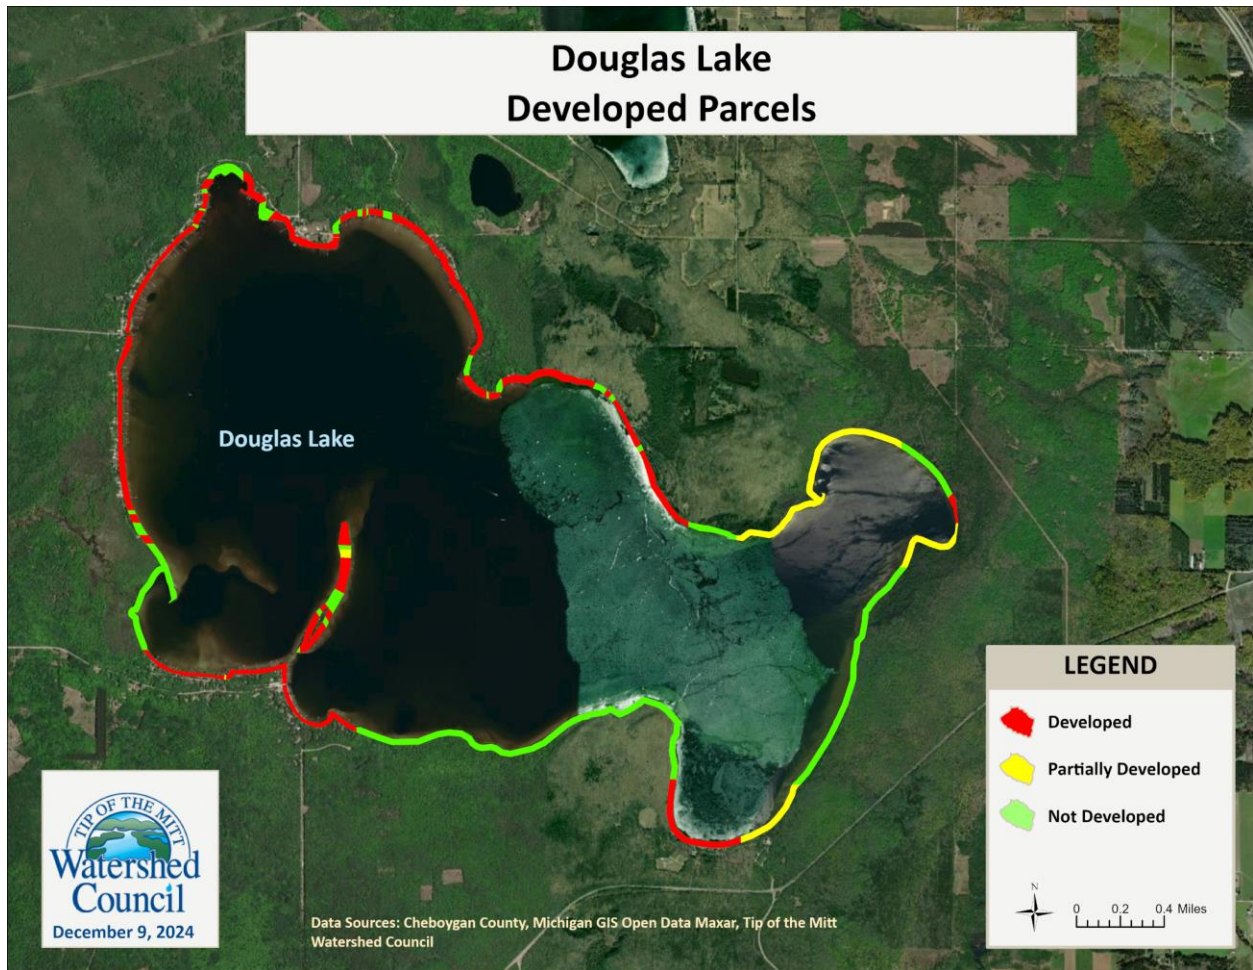 Douglas Lake
Developed Parcels
Douglas Lake
LEGEND
Developed
Partially Developed
Not Developed
N
0 0.2 0.4 Miles
TIP OF THE MITT
Watershed
Council
December 9, 2024
Data Sources: Cheboygan County, Michigan GIS Open Data Maxar, Tip of the Mitt
Watershed Council